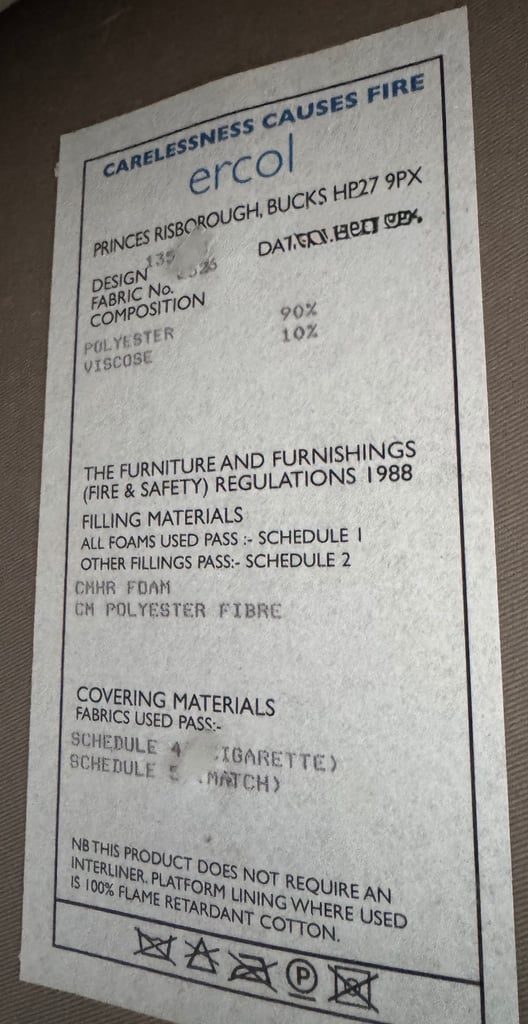 CARELESSNESS CAUSES FIRE
ercol
PRINCES RISBOROUGH, BUCKS HP27 9PX
DESIGN
FABRIC No.
COMPOSITION
POLYESTER 90%
VISCOSE 10%
THE FURNITURE AND FURNISHINGS
(FIRE & SAFETY) REGULATIONS 1988
FILLING MATERIALS
ALL FOAMS USED PASS :- SCHEDULE 1
OTHER FILLINGS PASS:- SCHEDULE 2
CMHR FOAM
CM POLYESTER FIBRE
COVERING MATERIALS
FABRICS USED PASS:-
SCHEDULE 4 IGARETTE)
SCHEDULE MATCH)
NB THIS PRODUCT DOES NOT REQUIRE AN
INTERLINER. PLATFORM LINING WHERE USED
IS 100% FLAME RETARDANT COTTON.
P